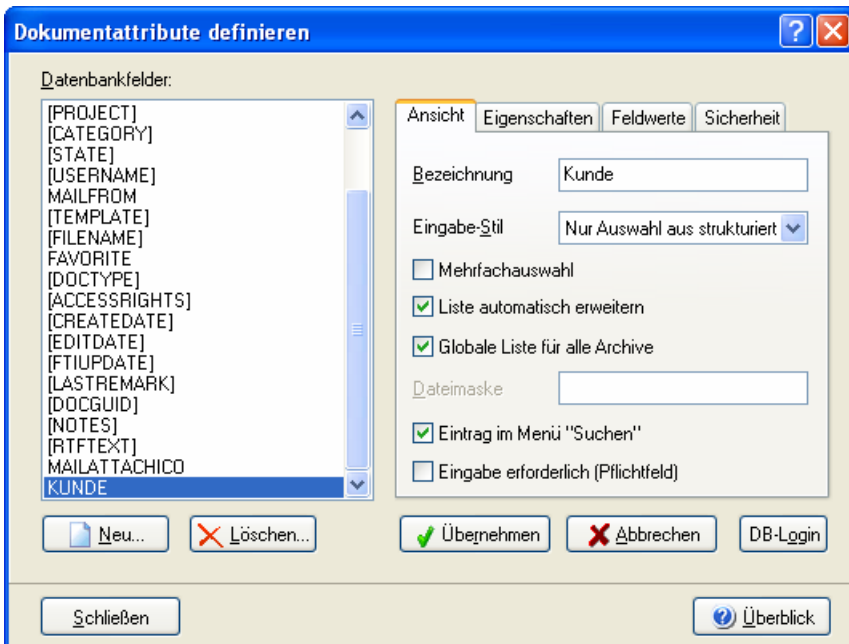 Dokumentattribute definieren
Datenbankfelder:
[PROJECT]
[CATEGORY]
[STATE]
[USERNAME]
MAILFROM
[TEMPLATE]
[FILENAME]
FAVORITE
[DOCTYPE]
[ACCESSRIGHTS]
[CREATEDATE]
[EDITDATE]
[FTIUPDATE]
[LASTREMARK]
[DOCGUID]
[NOTES]
[RTFTEXT]
MAILATTACHICO
KUNDE
Ansicht Eigenschaften Feldwerte Sicherheit
Bezeichnung Kunde
Eingabe-Stil Nur Auswahl aus strukturiert
Mehrfachauswahl
Liste automatisch erweitern
Globale Liste für alle Archive
Dateimaske
Eintrag im Menü "Suchen"
Eingabe erforderlich (Pflichtfeld)
Neu... Löschen... Übernehmen Abbrechen DB-Login
Schließen Überblick